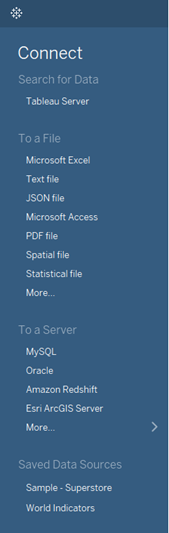 Connect
Search for Data
Tableau Server
To a File
Microsoft Excel
Text file
JSON file
Microsoft Access
PDF file
Spatial file
Statistical file
More...
To a Server
MySQL
Oracle
Amazon Redshift
Esri ArcGIS Server
More...
Saved Data Sources
Sample - Superstore
World Indicators